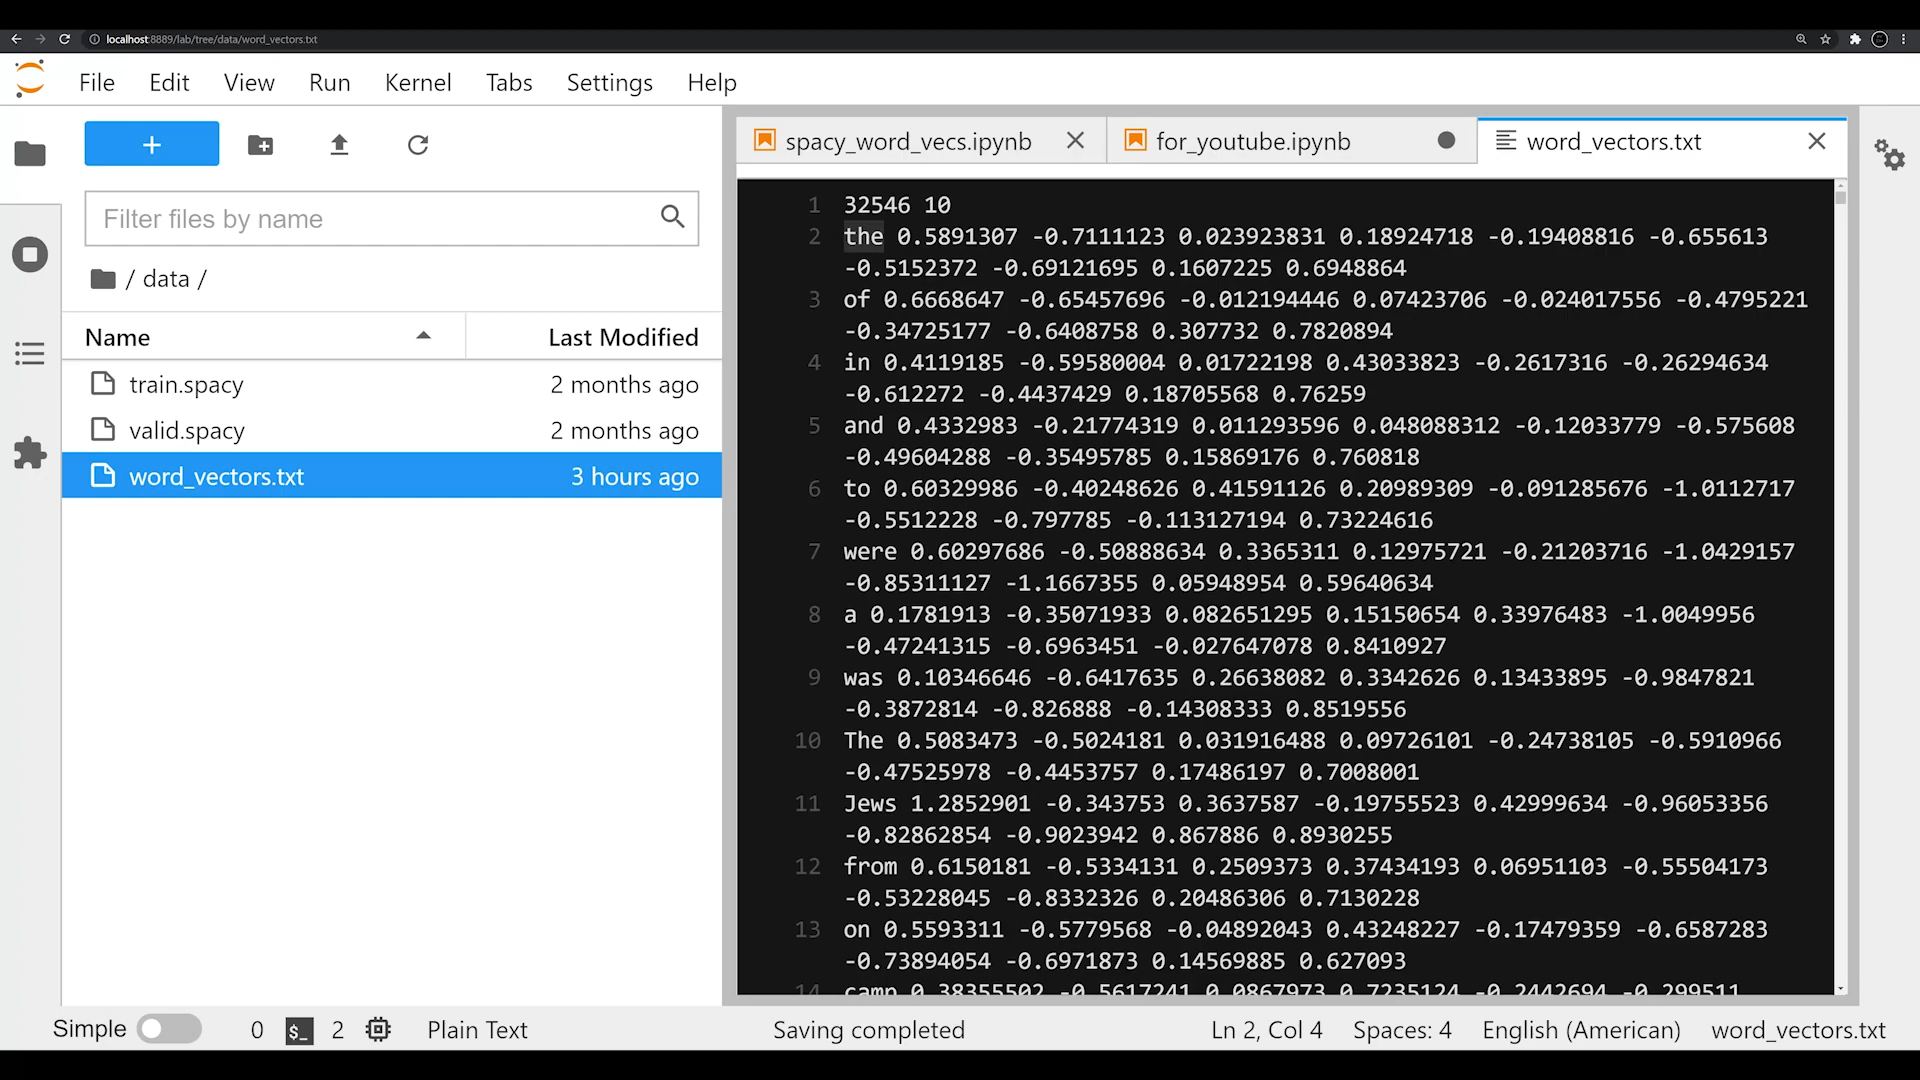 localhost:8889/lab/tree/data/word_vectors.txt
File Edit View Run Kernel Tabs Settings Help
+
Filter files by name
/ data /
Name Last Modified
train.spacy 2 months ago
valid.spacy 2 months ago
word_vectors.txt 3 hours ago
spacy_word_vecs.ipynb for_youtube.ipynb word_vectors.txt
1 32546 10
2 the 0.5891307 -0.7111123 0.023923831 0.18924718 -0.19408816 -0.655613
-0.5152372 -0.69121695 0.1607225 0.6948864
3 of 0.6668647 -0.65457696 -0.012194446 0.07423706 -0.024017556 -0.4795221
-0.34725177 -0.6408758 0.307732 0.7820894
4 in 0.4119185 -0.59580004 0.01722198 0.43033823 -0.2617316 -0.26294634
-0.612272 -0.4437429 0.18705568 0.76259
5 and 0.4332983 -0.21774319 0.011293596 0.048088312 -0.12033779 -0.575608
-0.49604288 -0.35495785 0.15869176 0.760818
6 to 0.60329986 -0.40248626 0.41591126 0.20989309 -0.091285676 -1.0112717
-0.5512228 -0.797785 -0.113127194 0.73224616
7 were 0.60297686 -0.50888634 0.3365311 0.12975721 -0.21203716 -1.0429157
-0.85311127 -1.1667355 0.05948954 0.59640634
8 a 0.1781913 -0.35071933 0.082651295 0.15150654 0.33976483 -1.0049956
-0.47241315 -0.6963451 -0.027647078 0.8410927
9 was 0.10346646 -0.6417635 0.26638082 0.3342626 0.13433895 -0.9847821
-0.3872814 -0.826888 -0.14308333 0.8519556
10 The 0.5083473 -0.5024181 0.031916488 0.09726101 -0.24738105 -0.5910966
-0.47525978 -0.4453757 0.17486197 0.7008001
11 Jews 1.2852901 -0.343753 0.3637587 -0.19755523 0.42999634 -0.96053356
-0.82862854 -0.9023942 0.867886 0.8930255
12 from 0.6150181 -0.5334131 0.2509373 0.37434193 0.06951103 -0.55504173
-0.53228045 -0.8332326 0.20486306 0.7130228
13 on 0.5593311 -0.5779568 -0.04892043 0.43248227 -0.17479359 -0.6587283
-0.73894054 -0.6971873 0.14569885 0.627093
14 camp 0.38355502 -0.5617241 0.0867973 0.7235124 -0.2442694 -0.299511
Simple 0 $_ 2 Plain Text Saving completed Ln 2, Col 4 Spaces: 4 English (American) word_vectors.txt